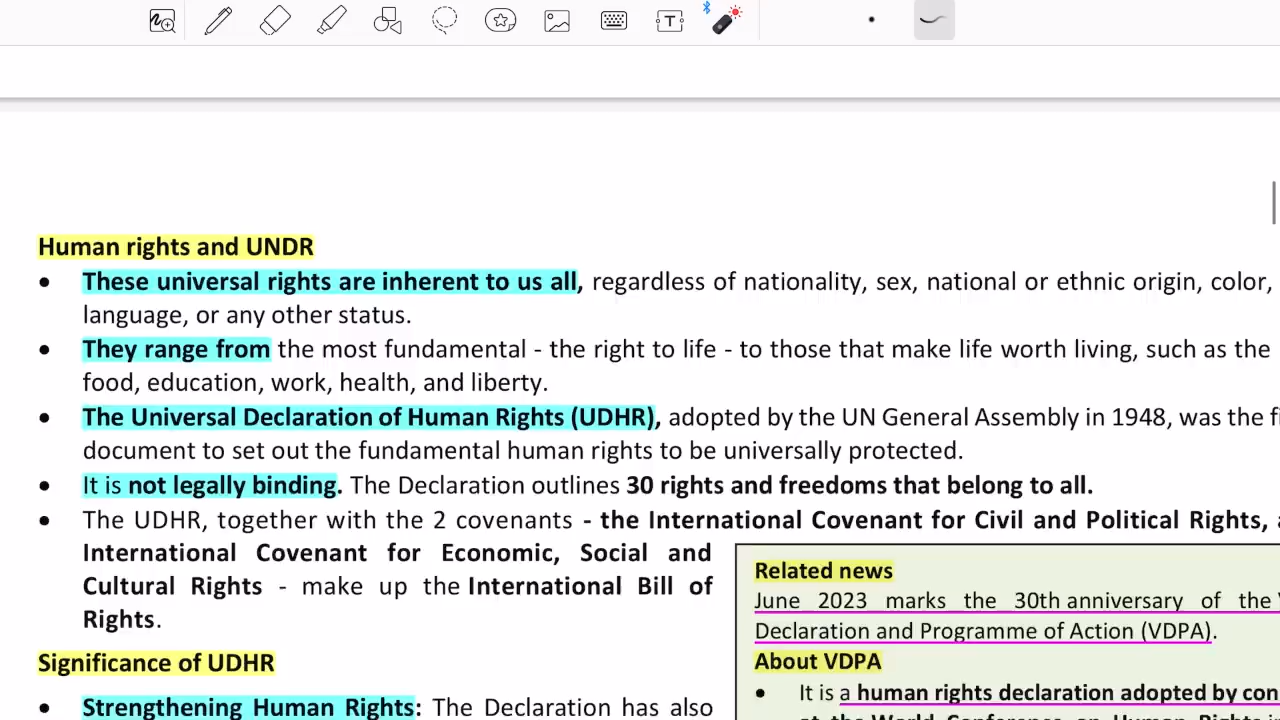 Human rights and UNDR
• These universal rights are inherent to us all, regardless of nationality, sex, national or ethnic origin, color,
language, or any other status.
• They range from the most fundamental - the right to life - to those that make life worth living, such as the
food, education, work, health, and liberty.
• The Universal Declaration of Human Rights (UDHR), adopted by the UN General Assembly in 1948, was the
document to set out the fundamental human rights to be universally protected.
• It is not legally binding. The Declaration outlines 30 rights and freedoms that belong to all.
• The UDHR, together with the 2 covenants - the International Covenant for Civil and Political Rights,
International Covenant for Economic, Social and
Cultural Rights - make up the International Bill of
Rights.
Significance of UDHR
• Strengthening Human Rights: The Declaration has also
Related news
June 2023 marks the 30th anniversary of the
Declaration and Programme of Action (VDPA).
About VDPA
• It is a human rights declaration adopted by
at the World Conference on Human Rights
T